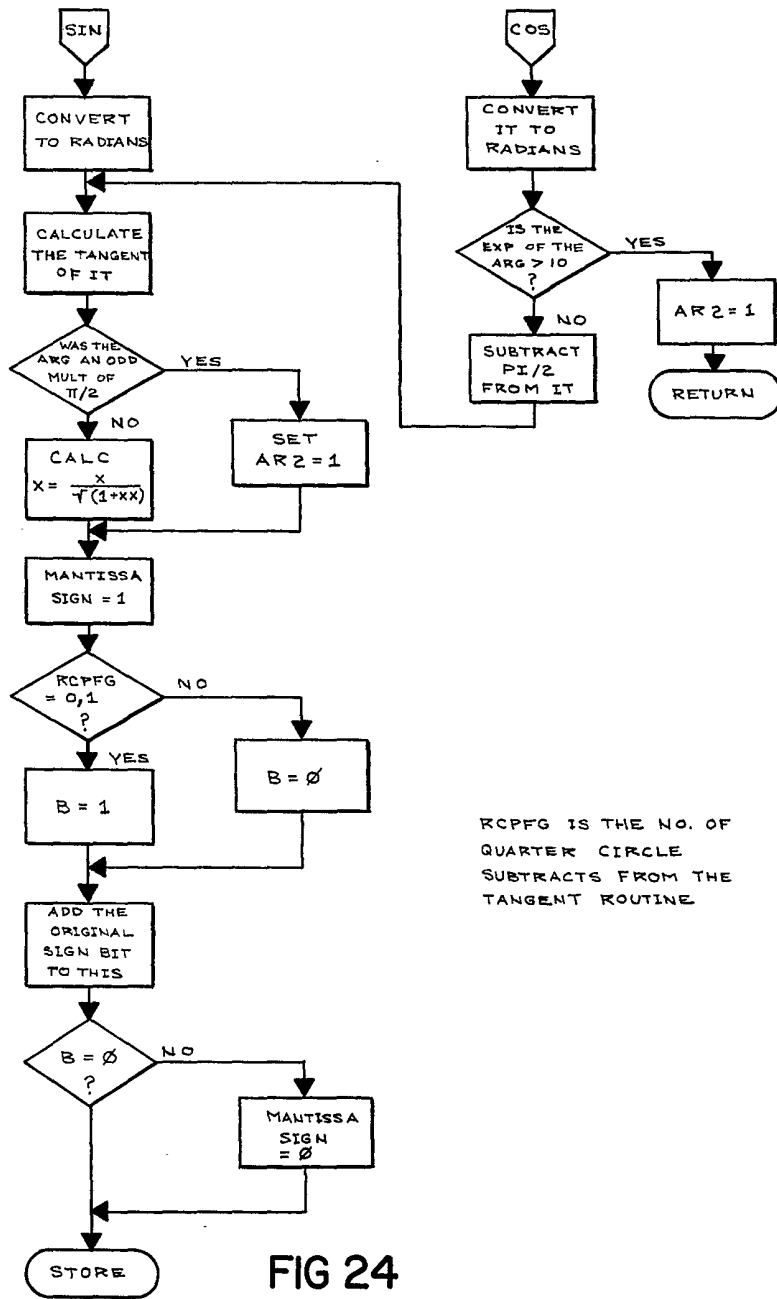 SIN
CONVERT
TO RADIANS
CALCULATE
THE TANGENT
OF IT
WAS THE
ARG AN ODD
MULT OF
π/2
YES
NO
SET
AR2=1
CALC
x = x
√(1+xx)
MANTISSA
SIGN = 1
RCPFG
= 0,1
?
NO
YES
B = 1
B = Ø
ADD THE
ORIGINAL
SIGN BIT
TO THIS
B = Ø
?
NO
MANTISSA
SIGN
= Ø
STORE
COS
CONVERT
IT TO
RADIANS
IS THE
EXP OF THE
ARG > 10
?
YES
NO
AR2 = 1
RETURN
SUBTRACT
PI/2
FROM IT
RCPFG IS THE NO. OF
QUARTER CIRCLE
SUBTRACTS FROM THE
TANGENT ROUTINE
FIG 24